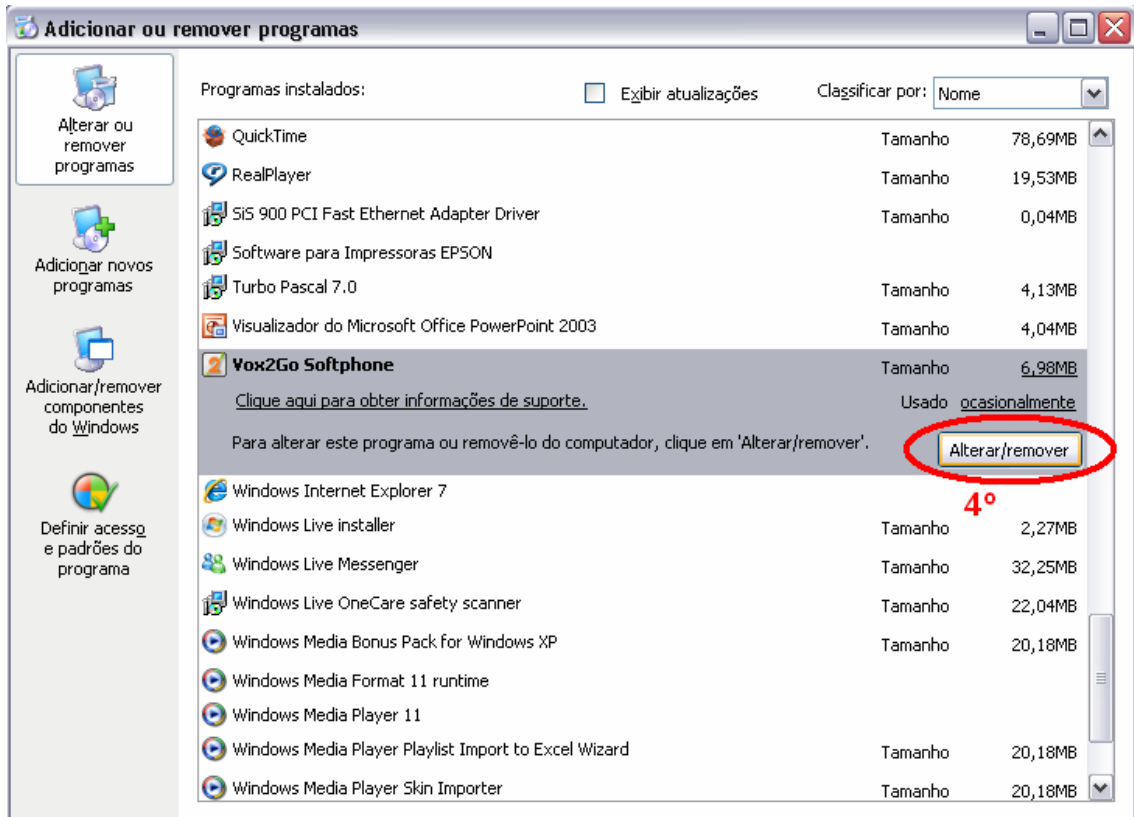 Adicionar ou remover programas
Alterar ou
remover
programas
Adicionar novos
programas
Adicionar/remover
componentes
do Windows
Definir acesso
e padrões do
programa
Programas instalados:
Exibir atualizações
Classificar por: Nome
QuickTime Tamanho 78,69MB
RealPlayer Tamanho 19,53MB
SiS 900 PCI Fast Ethernet Adapter Driver Tamanho 0,04MB
Software para Impressoras EPSON
Turbo Pascal 7.0 Tamanho 4,13MB
Visualizador do Microsoft Office PowerPoint 2003 Tamanho 4,04MB
Vox2Go Softphone Tamanho 6,98MB
Clique aqui para obter informações de suporte. Usado ocasionalmente
Para alterar este programa ou removê-lo do computador, clique em 'Alterar/remover'. Alterar/remover
4º
Windows Internet Explorer 7
Windows Live installer Tamanho 2,27MB
Windows Live Messenger Tamanho 32,25MB
Windows Live OneCare safety scanner Tamanho 22,04MB
Windows Media Bonus Pack for Windows XP Tamanho 20,18MB
Windows Media Format 11 runtime
Windows Media Player 11
Windows Media Player Playlist Import to Excel Wizard Tamanho 20,18MB
Windows Media Player Skin Importer Tamanho 20,18MB